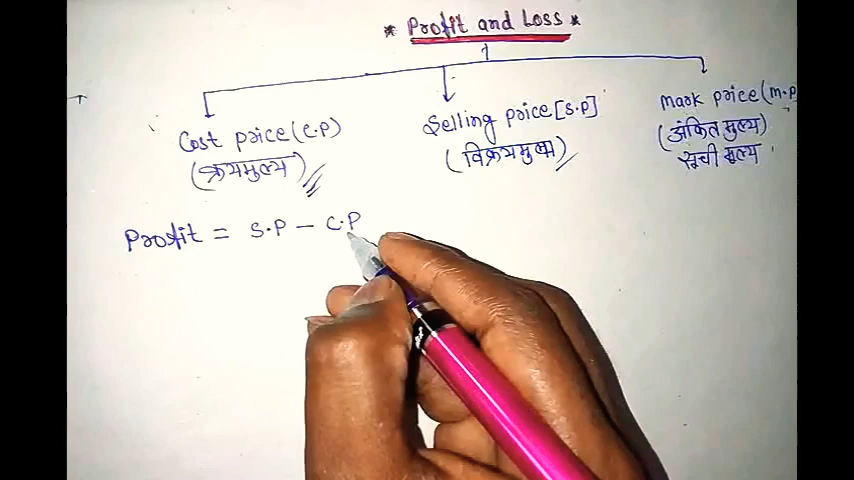 * Profit and Loss *
Cost price(C.P)
(क्रयमुल्य)
Selling price[S.P]
(विक्रयमुल्य)
Mark price(M.P)
(अंकित मुल्य)
सूची मूल्य
Profit = S.P - C.P